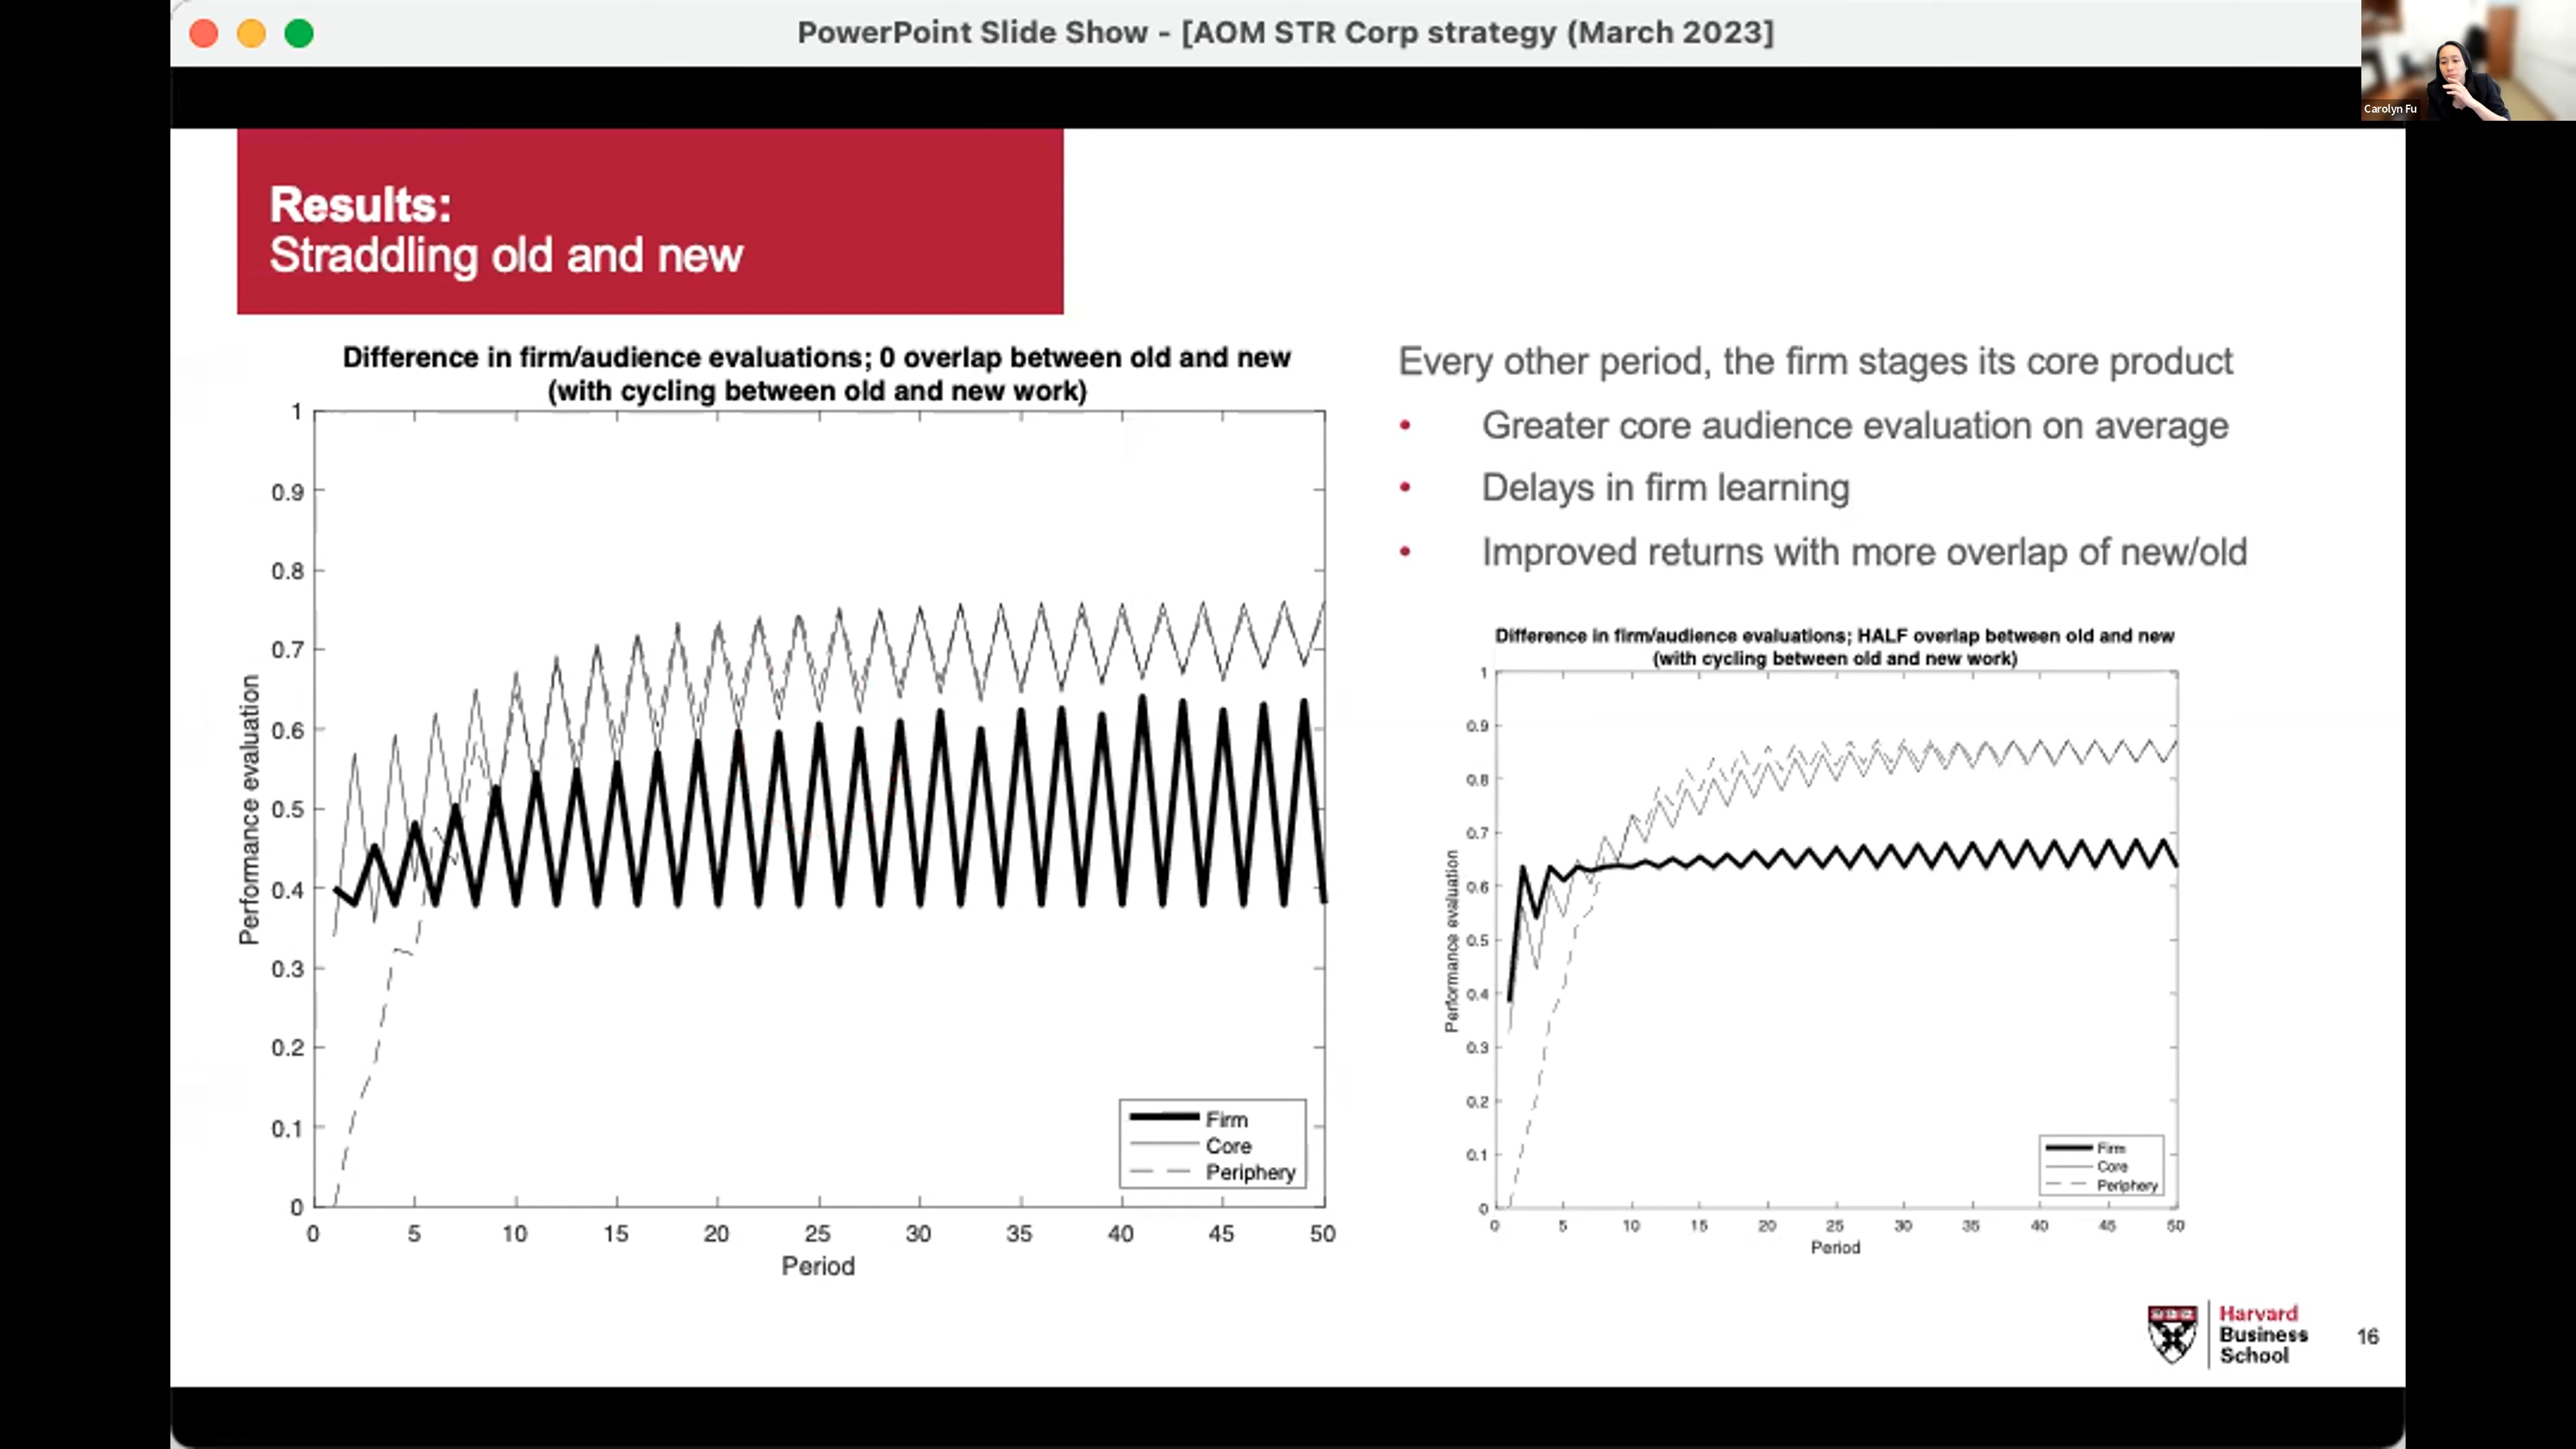 PowerPoint Slide Show - [AOM STR Corp strategy (March 2023]
Carolyn Fu
Results:
Straddling old and new
Difference in firm/audience evaluations; 0 overlap between old and new
(with cycling between old and new work)
1
0.9
0.8
0.7
0.6
0.5
0.4
0.3
0.2
0.1
0
Performance evaluation
0 5 10 15 20 25 30 35 40 45 50
Period
Firm
Core
Periphery
Every other period, the firm stages its core product
• Greater core audience evaluation on average
• Delays in firm learning
• Improved returns with more overlap of new/old
Difference in firm/audience evaluations; HALF overlap between old and new
(with cycling between old and new work)
1
0.9
0.8
0.7
0.6
0.5
0.4
0.3
0.2
0.1
0
Performance evaluation
0 5 10 15 20 25 30 35 40 45 50
Period
Firm
Core
Periphery
Harvard
Business
School
16